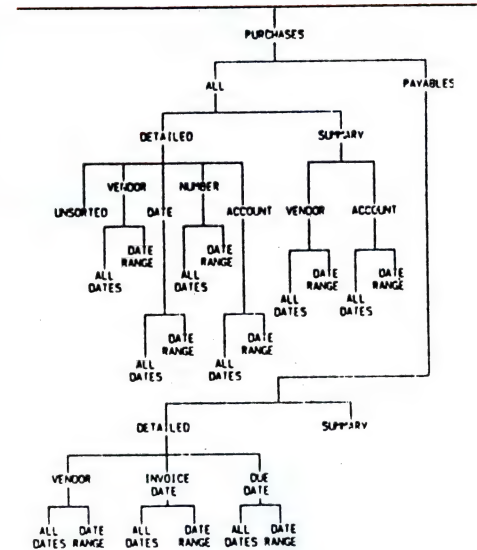 PURCHASES
ALL PAYABLES
DETAILED SUMMARY
VENDOR NUMBER
UNSORTED DATE ACCOUNT VENDOR ACCOUNT
DATE RANGE DATE RANGE DATE RANGE DATE RANGE
ALL DATES ALL DATES ALL DATES ALL DATES
DATE RANGE DATE RANGE
ALL DATES ALL DATES
DETAILED SUMMARY
VENDOR INVOICE DATE DUE DATE
ALL DATES DATE RANGE ALL DATES DATE RANGE ALL DATES DATE RANGE